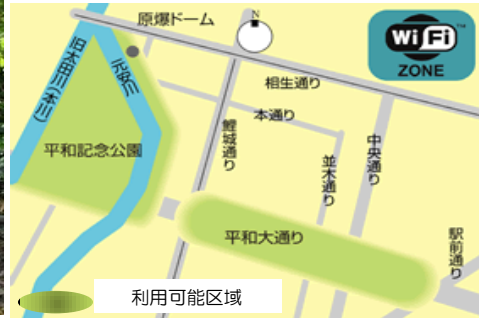 原爆ドーム
N
Wi Fi
TM
ZONE
旧太田川(本川)
元安川
相生通り
本通り
鯉城通り
中央通り
並木通り
平和記念公園
平和大通り
駅前通り
利用可能区域